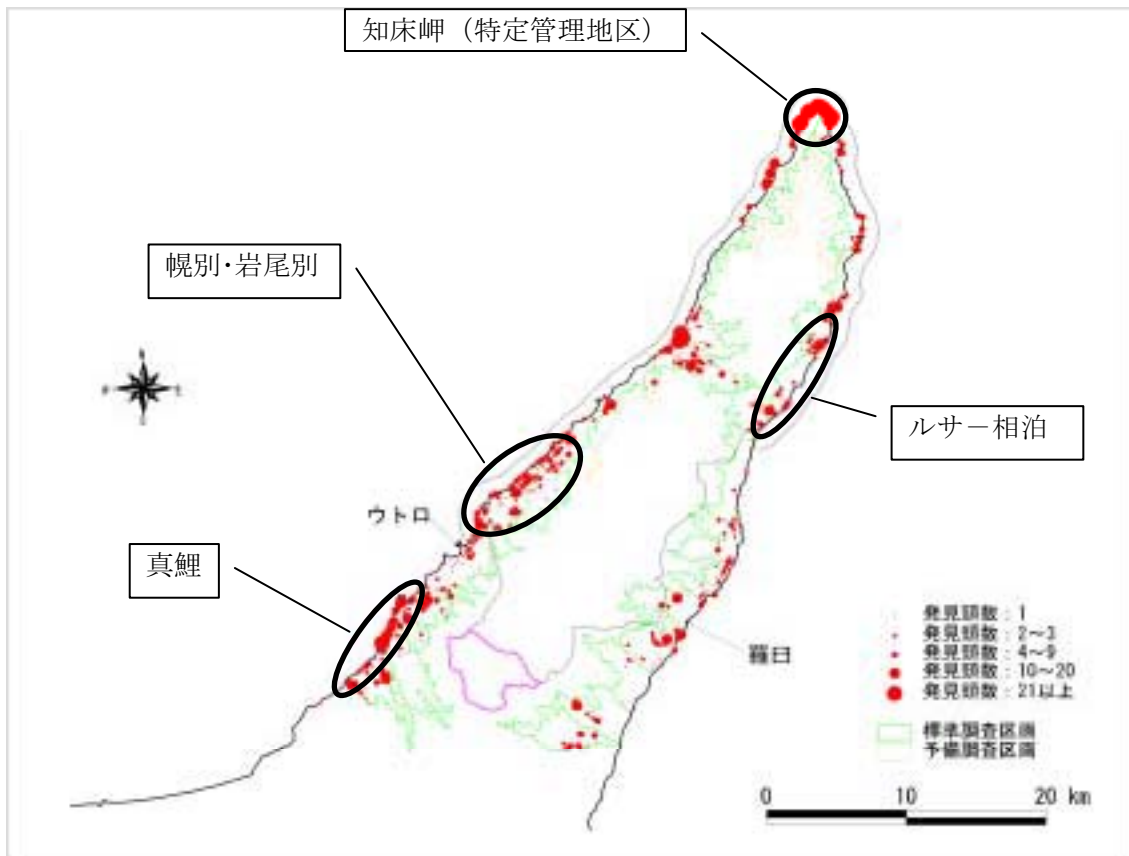 知床岬（特定管理地区）
幌別・岩尾別
ルサー相泊
ウトロ
真鯉
羅臼
発見頭数：1
発見頭数：2～3
発見頭数：4～9
発見頭数：10～20
発見頭数：21以上
標準調査区画
予備調査区画
0 10 20 km